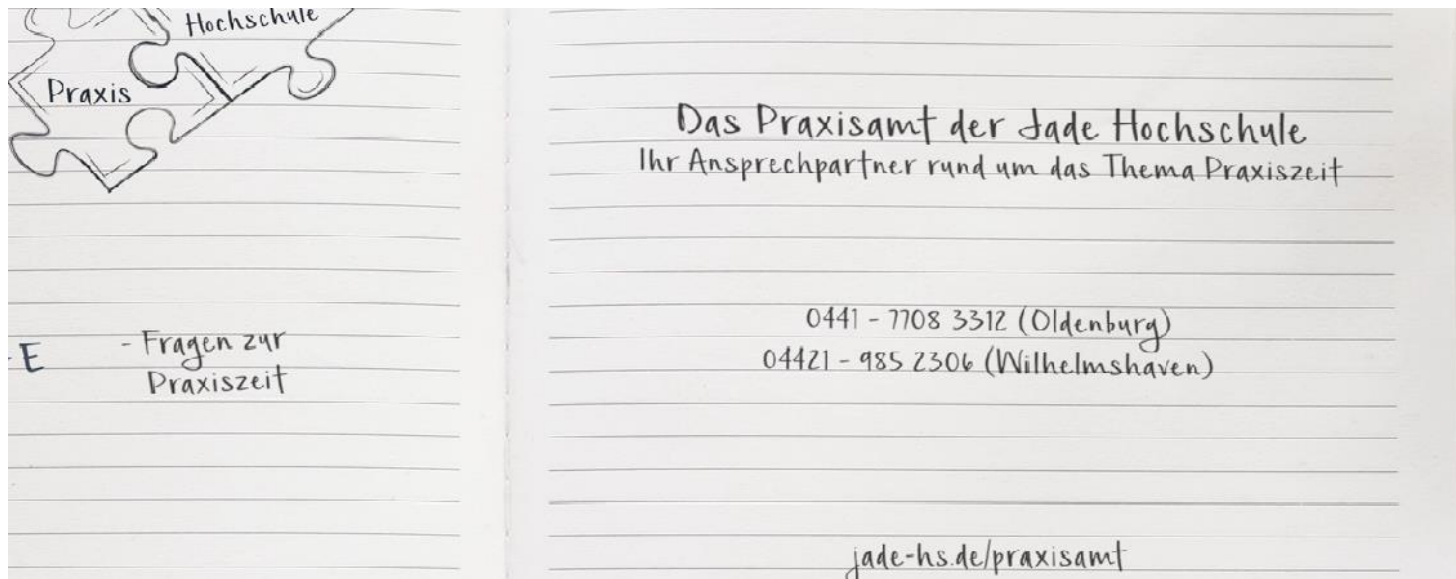 Hochschule
Praxis
E
- Fragen zur
Praxiszeit
Das Praxisamt der Jade Hochschule
Ihr Ansprechpartner rund um das Thema Praxiszeit
0441 - 7708 3312 (Oldenburg)
04421 - 985 2306 (Wilhelmshaven)
jade-hs.de/praxisamt